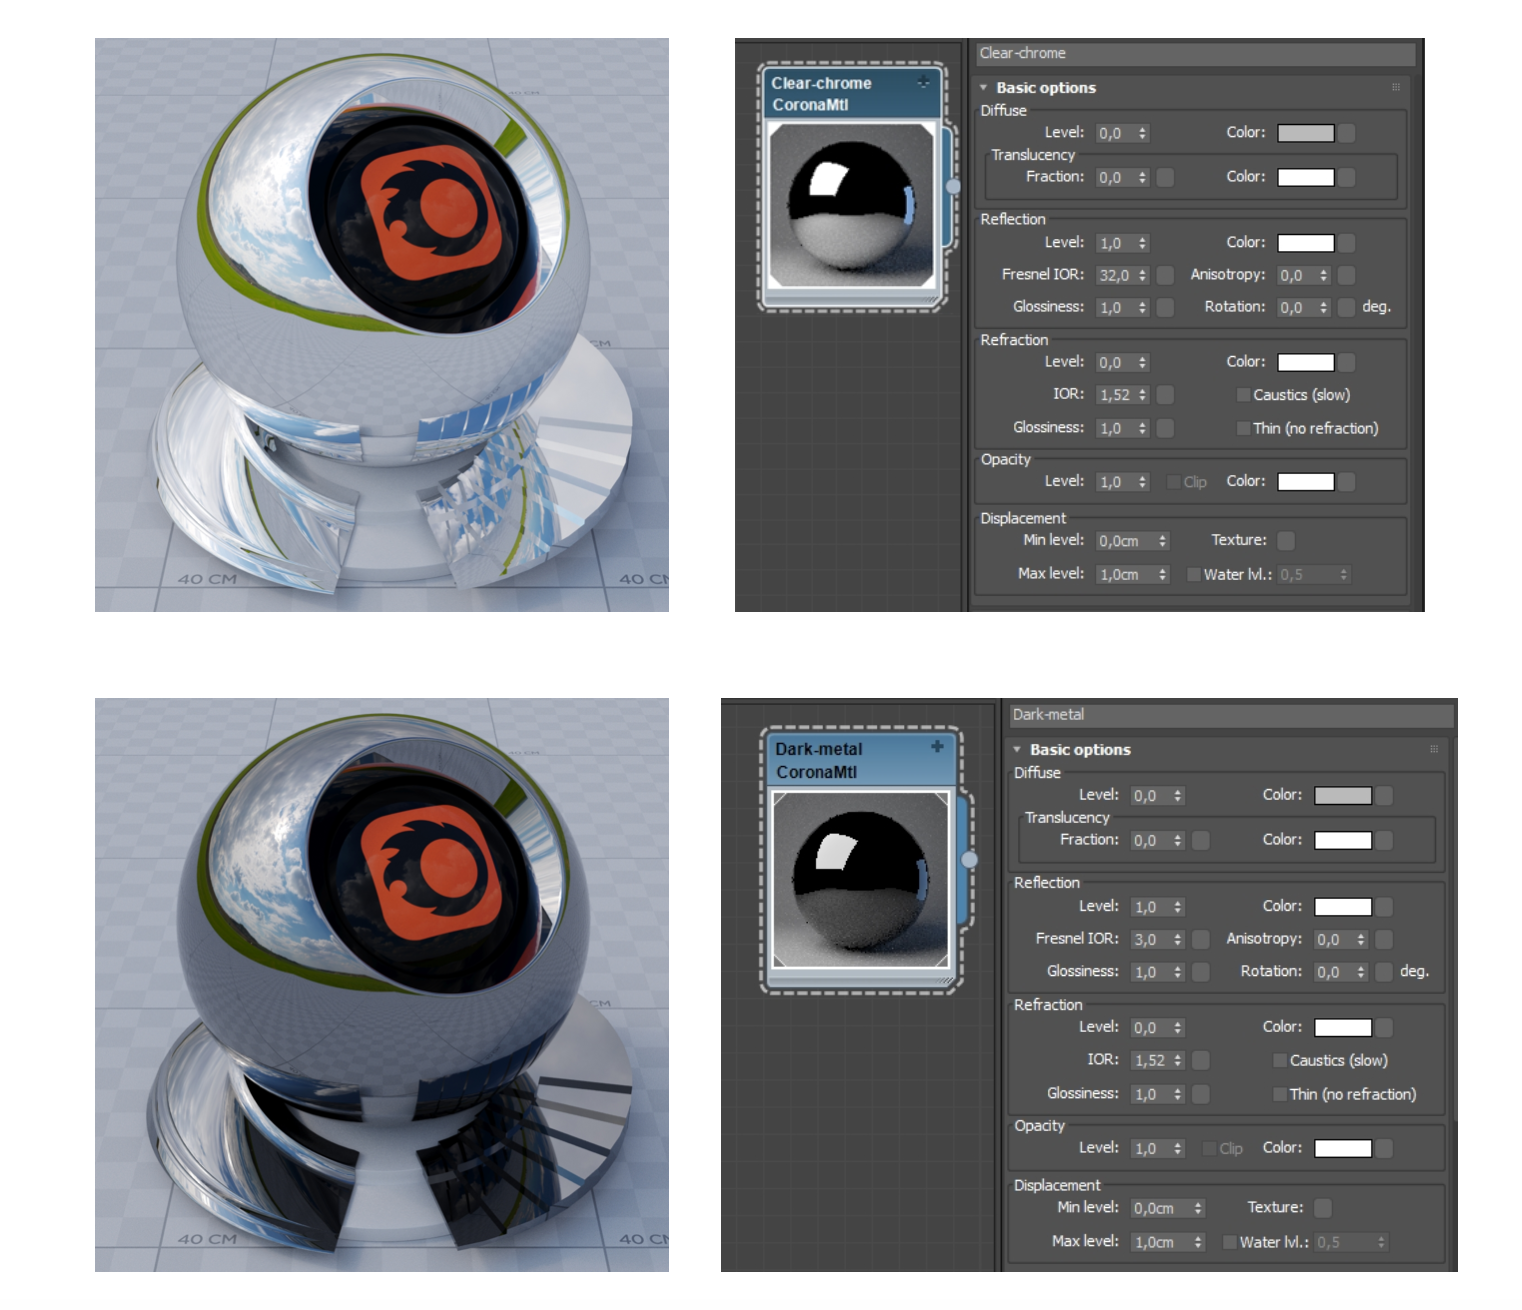 CM
CM
40 CM
40 CM
Clear-chrome
CoronaMtl
Clear-chrome
Basic options
Diffuse
Level: 0,0 Color:
Translucency
Fraction: 0,0 Color:
Reflection
Level: 1,0 Color:
Fresnel IOR: 32,0 Anisotropy: 0,0
Glossiness: 1,0 Rotation: 0,0 deg.
Refraction
Level: 0,0 Color:
IOR: 1,52 Caustics (slow)
Glossiness: 1,0 Thin (no refraction)
Opacity
Level: 1,0 Clip Color:
Displacement
Min level: 0,0cm Texture:
Max level: 1,0cm Water lvl.: 0,5
CM
CM
40 CM
40 CM
Dark-metal
CoronaMtl
Dark-metal
Basic options
Diffuse
Level: 0,0 Color:
Translucency
Fraction: 0,0 Color:
Reflection
Level: 1,0 Color:
Fresnel IOR: 3,0 Anisotropy: 0,0
Glossiness: 1,0 Rotation: 0,0 deg.
Refraction
Level: 0,0 Color:
IOR: 1,52 Caustics (slow)
Glossiness: 1,0 Thin (no refraction)
Opacity
Level: 1,0 Clip Color:
Displacement
Min level: 0,0cm Texture:
Max level: 1,0cm Water lvl.: 0,5